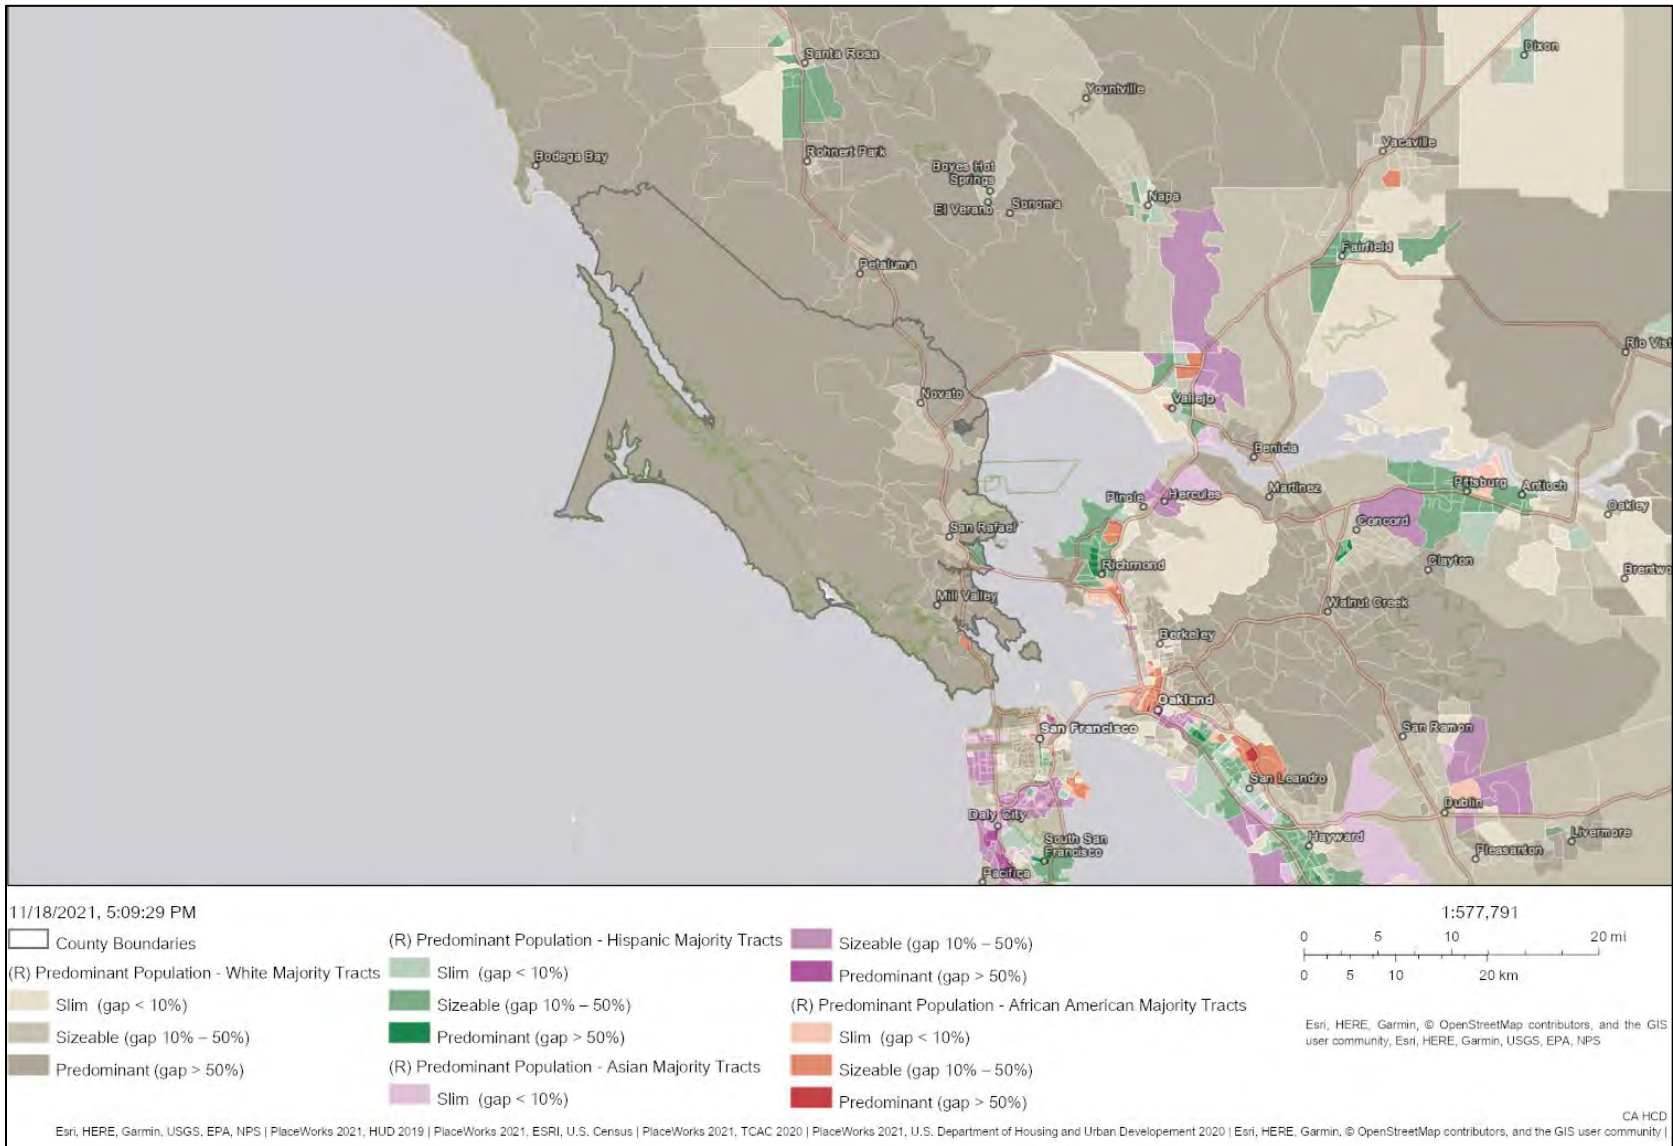 Santa Rosa
Dixon
Yountville
Vacaville
Bodega Bay
Rohnert Park
Boyes Hot
Springs
Napa
El Verano
Sonoma
Fairfield
Petaluma
Rio Vist
Novato
Vallejo
Benicia
Pinole
Hercules
Martinez
Pittsburg
Antioch
Oakley
San Rafael
Concord
Richmond
Clayton
Brentwo
Mill Valley
Walnut Creek
Berkeley
Oakland
San Francisco
San Ramon
San Leandro
Daly City
Dublin
South San
Francisco
Hayward
Livermore
Pleasanton
Pacifica
11/18/2021, 5:09:29 PM
County Boundaries
(R) Predominant Population - White Majority Tracts
Slim (gap < 10%)
Sizeable (gap 10% – 50%)
Predominant (gap > 50%)
(R) Predominant Population - Hispanic Majority Tracts
Slim (gap < 10%)
Sizeable (gap 10% – 50%)
Predominant (gap > 50%)
(R) Predominant Population - Asian Majority Tracts
Slim (gap < 10%)
Sizeable (gap 10% – 50%)
Predominant (gap > 50%)
(R) Predominant Population - African American Majority Tracts
Slim (gap < 10%)
Sizeable (gap 10% – 50%)
Predominant (gap > 50%)
1:577,791
0 5 10 20 mi
0 5 10 20 km
Esri, HERE, Garmin, © OpenStreetMap contributors, and the GIS
user community, Esri, HERE, Garmin, USGS, EPA, NPS
CA HCD
Esri, HERE, Garmin, USGS, EPA, NPS | PlaceWorks 2021, HUD 2019 | PlaceWorks 2021, ESRI, U.S. Census | PlaceWorks 2021, TCAC 2020 | PlaceWorks 2021, U.S. Department of Housing and Urban Developement 2020 | Esri, HERE, Garmin, © OpenStreetMap contributors, and the GIS user community |